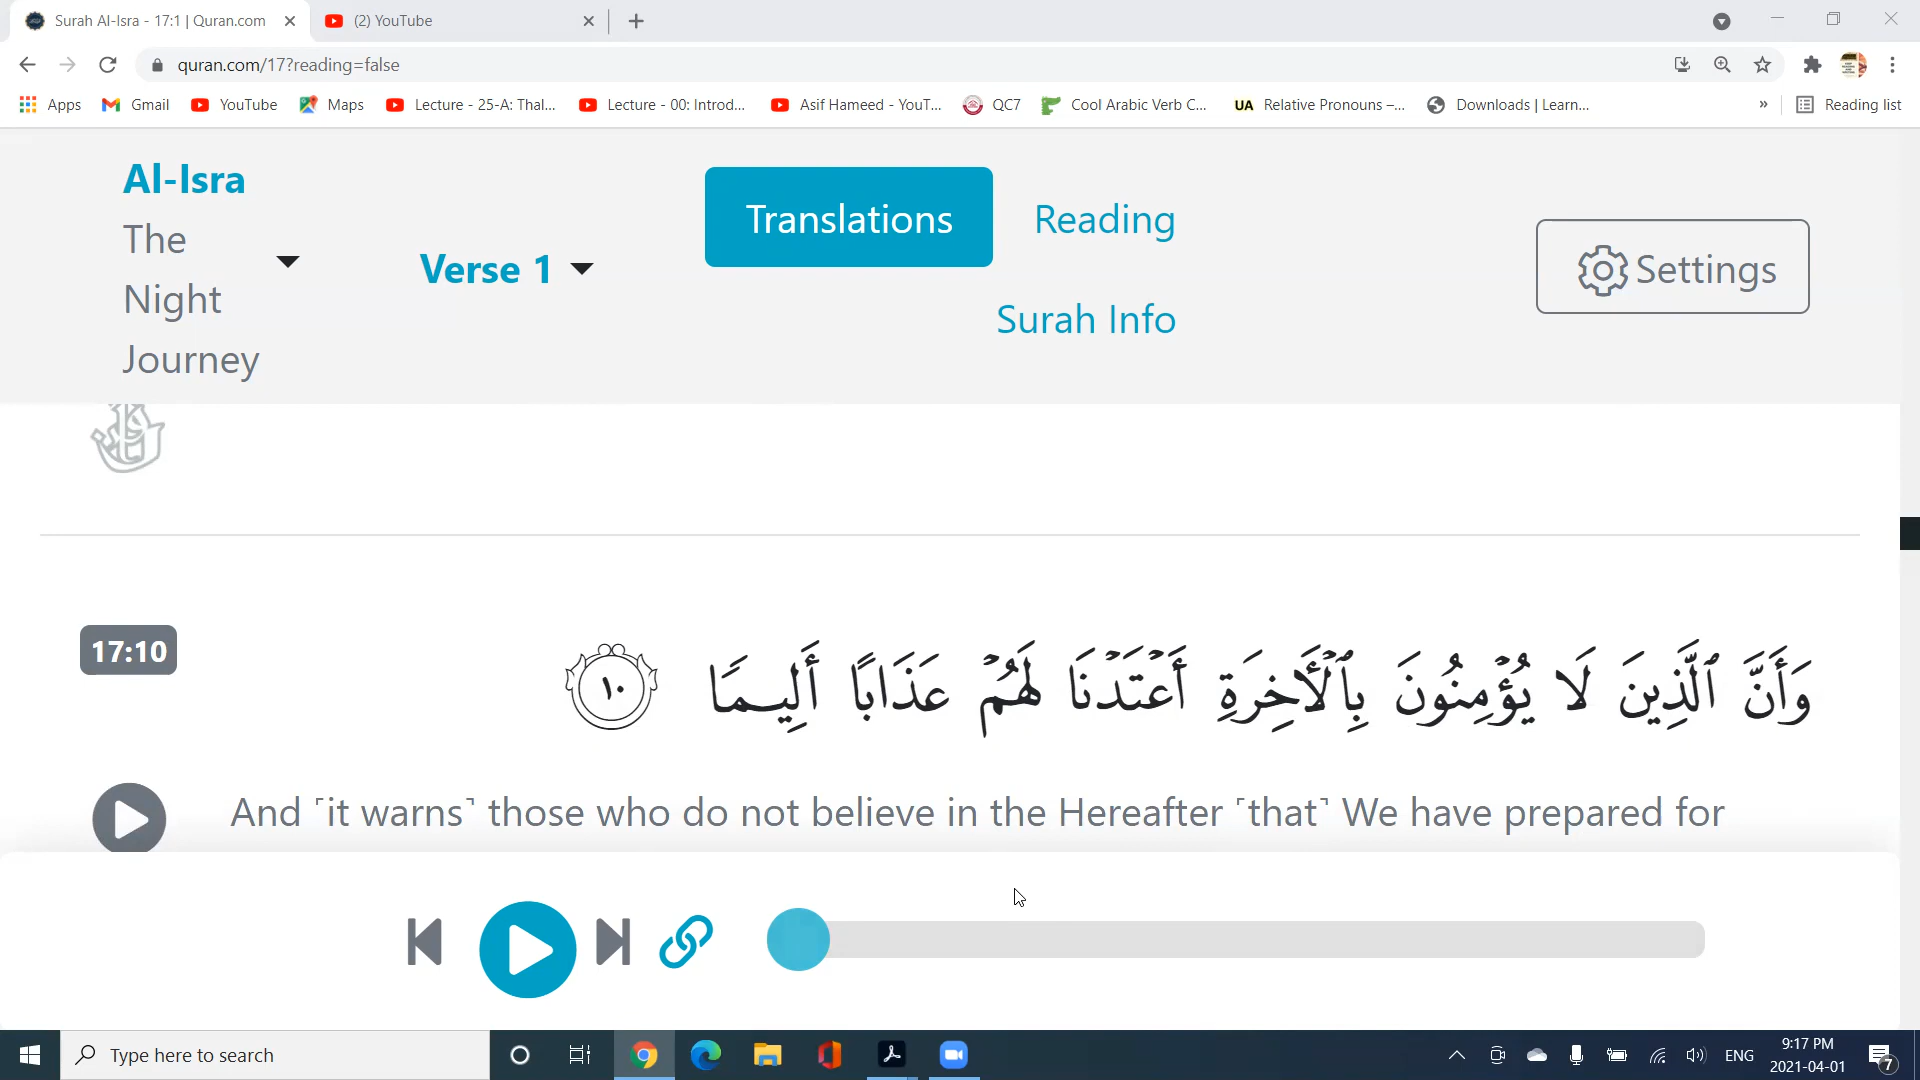 Surah Al-Isra - 17:1 | Quran.com
(2) YouTube
quran.com/17?reading=false
Apps
Gmail
YouTube
Maps
Lecture - 25-A: Thal...
Lecture - 00: Introd...
Asif Hameed - YouT...
QC7
Cool Arabic Verb C...
UA
Relative Pronouns –...
Downloads | Learn...
»
Reading list
Al-Isra
The
Night
Journey
Verse 1
Translations
Reading
Surah Info
Settings
17:10
وَأَنَّ ٱلَّذِينَ لَا يُؤۡمِنُونَ بِٱلۡأٓخِرَةِ أَعۡتَدۡنَا لَهُمۡ عَذَابًا أَلِيمٗا ١٠
And ˹it warns˺ those who do not believe in the Hereafter ˹that˺ We have prepared for
Type here to search
ENG
9:17 PM
2021-04-01
7